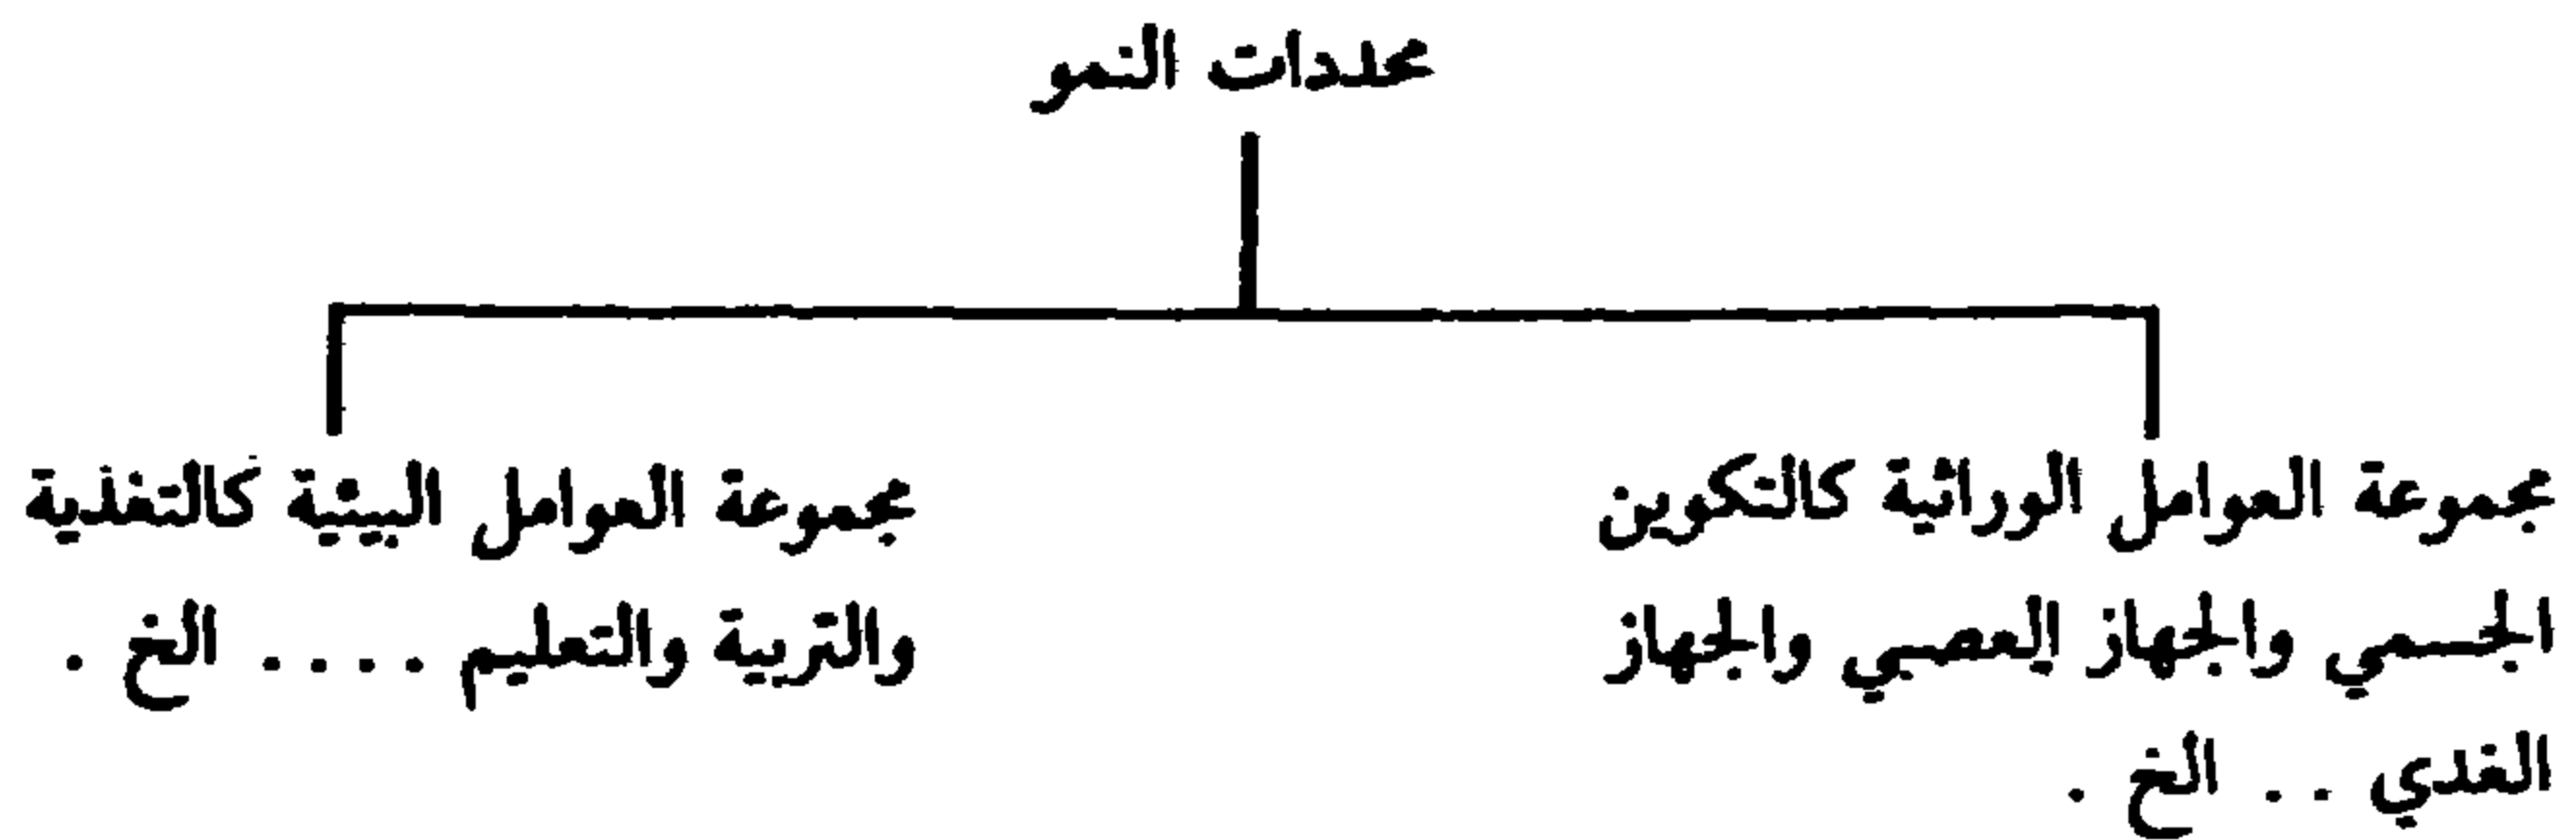 محددات النمو
مجموعة العوامل الوراثية كالتكوين
الجسمي والجهاز العصبي والجهاز
الغدي . . الخ .
مجموعة العوامل البيئية كالتغذية
والتربية والتعليم . . . . الخ .